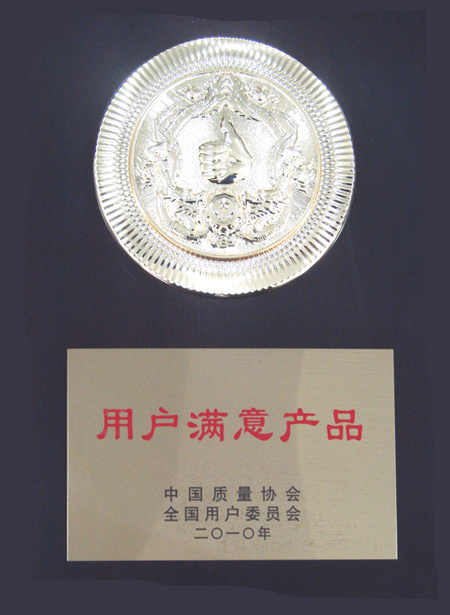 用户满意产品
中国质量协会
全国用户委员会
二〇一〇年